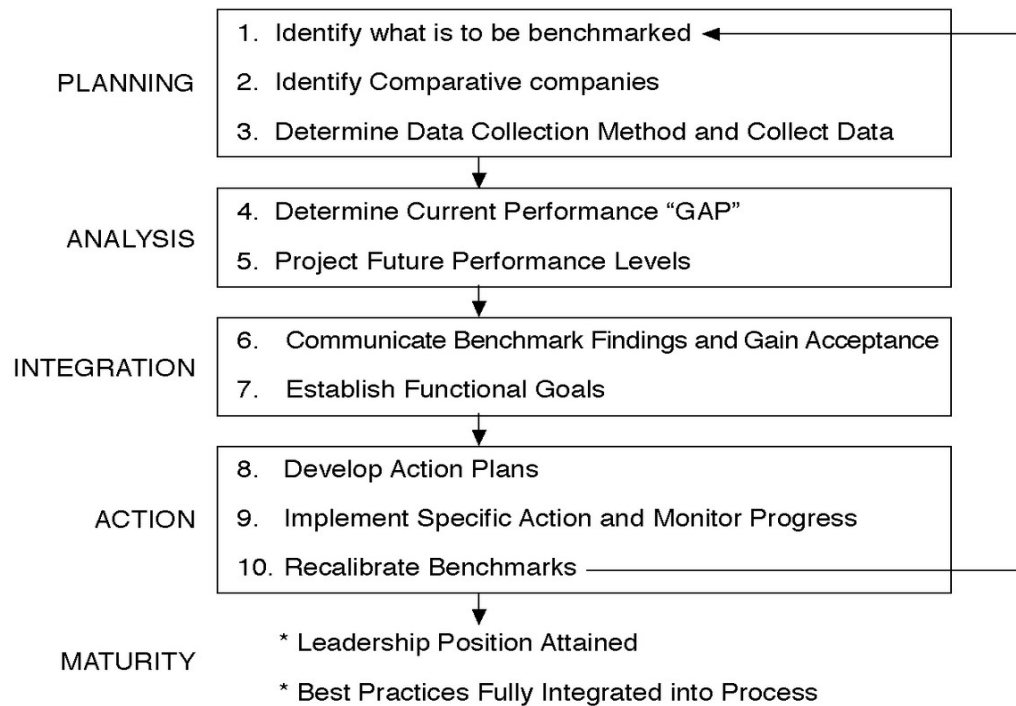 PLANNING
1. Identify what is to be benchmarked
2. Identify Comparative companies
3. Determine Data Collection Method and Collect Data
ANALYSIS
4. Determine Current Performance “GAP”
5. Project Future Performance Levels
INTEGRATION
6. Communicate Benchmark Findings and Gain Acceptance
7. Establish Functional Goals
ACTION
8. Develop Action Plans
9. Implement Specific Action and Monitor Progress
10. Recalibrate Benchmarks
MATURITY
* Leadership Position Attained
* Best Practices Fully Integrated into Process